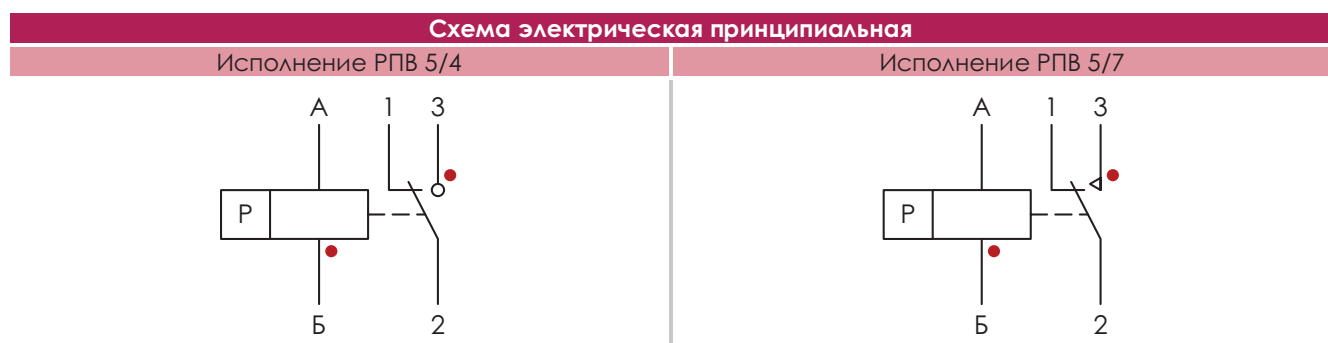 Схема электрическая принципиальная
Исполнение РПВ 5/4
Исполнение РПВ 5/7
А 1 3
Р
Б 2
А 1 3
Р
Б 2